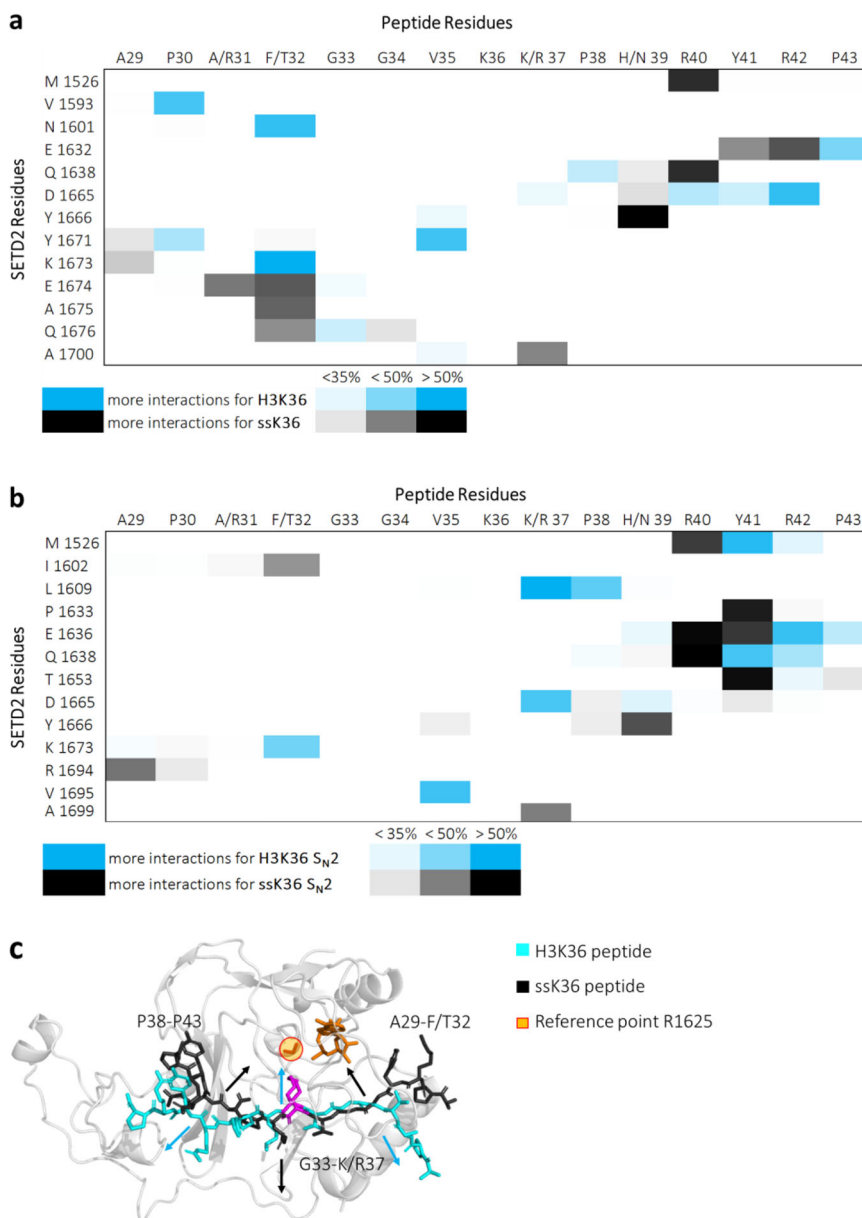 a
Peptide Residues
A29 P30 A/R31 F/T32 G33 G34 V35 K36 K/R 37 P38 H/N 39 R40 Y41 R42 P43
SETD2 Residues
M 1526
V 1593
N 1601
E 1632
Q 1638
D 1665
Y 1666
Y 1671
K 1673
E 1674
A 1675
Q 1676
A 1700
<35% < 50% > 50%
more interactions for H3K36
more interactions for ssK36
b
Peptide Residues
A29 P30 A/R31 F/T32 G33 G34 V35 K36 K/R 37 P38 H/N 39 R40 Y41 R42 P43
SETD2 Residues
M 1526
I 1602
L 1609
P 1633
E 1636
Q 1638
T 1653
D 1665
Y 1666
K 1673
R 1694
V 1695
A 1699
< 35% < 50% > 50%
more interactions for H3K36 SN2
more interactions for ssK36 SN2
c
H3K36 peptide
ssK36 peptide
Reference point R1625
P38-P43
A29-F/T32
G33-K/R37